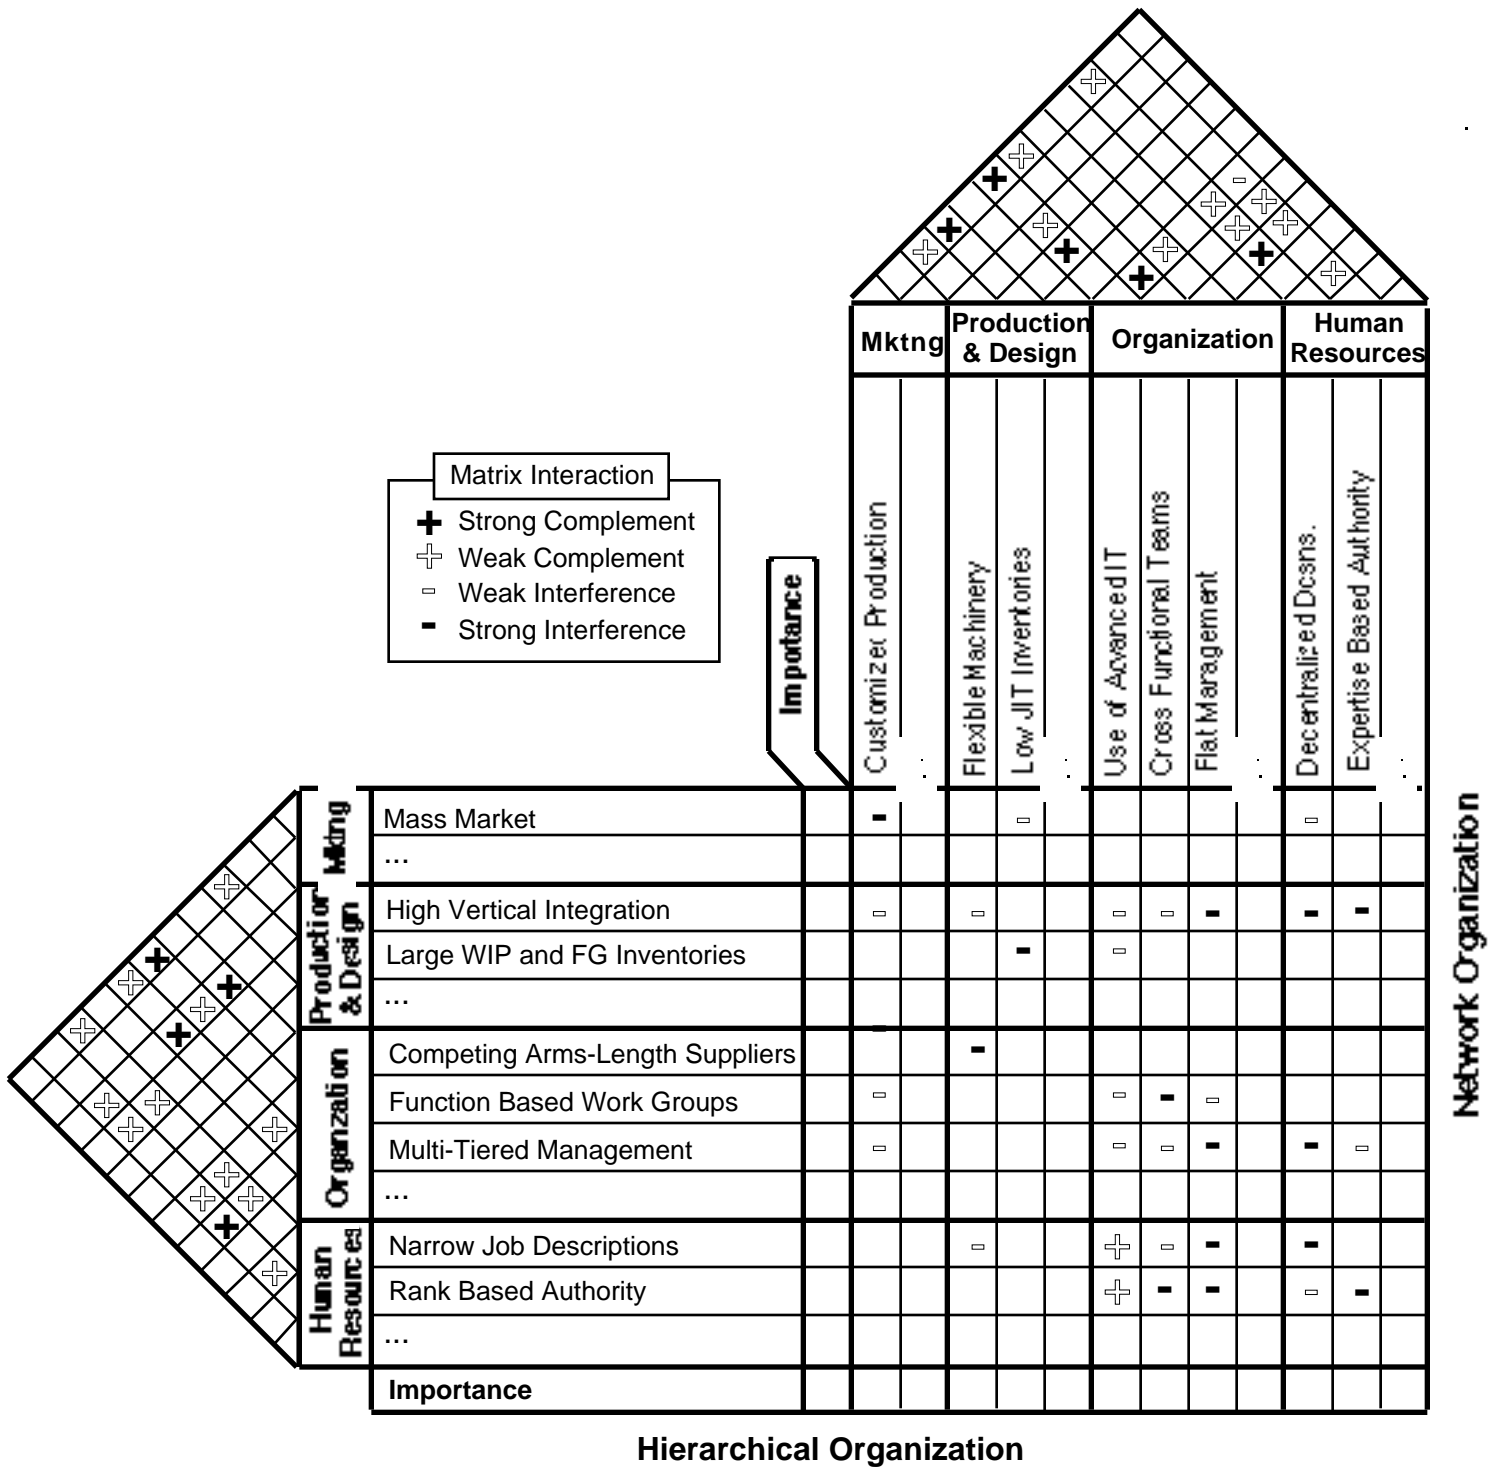 Mktng
Production
& Design
Organization
Human
Resources
Matrix Interaction
Strong Complement
Weak Complement
Weak Interference
Strong Interference
Importance
Customized Production
Flexible Machinery
Low JIT Inventories
Use of Advanced IT
Cross Functional Teams
Flat Management
Decentralized Dcsns.
Expertise Based Authority
Mktng
Mass Market
...
Production
& Design
High Vertical Integration
Large WIP and FG Inventories
...
Organization
Competing Arms-Length Suppliers
Function Based Work Groups
Multi-Tiered Management
...
Human
Resources
Narrow Job Descriptions
Rank Based Authority
...
Importance
Network Organization
Hierarchical Organization